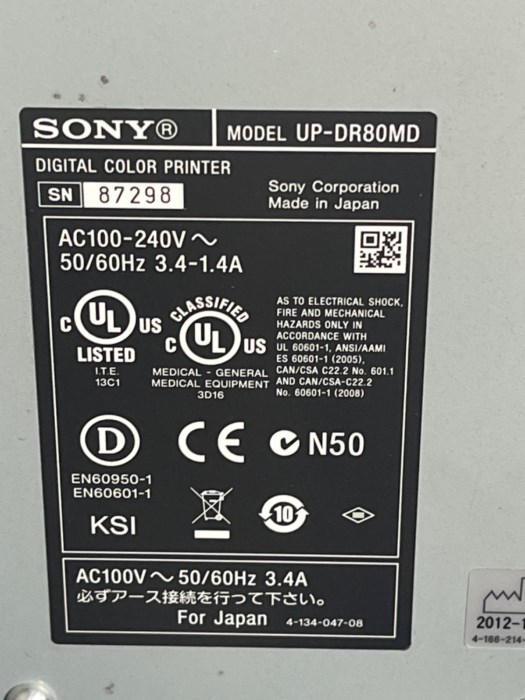 SONY®
MODEL UP-DR80MD
DIGITAL COLOR PRINTER
SN 87298
Sony Corporation
Made in Japan
AC100-240V ~
50/60Hz 3.4-1.4A
C UL US
LISTED
I.T.E.
13C1
CLASSIFIED
C UL US
MEDICAL - GENERAL
MEDICAL EQUIPMENT
3D16
AS TO ELECTRICAL SHOCK,
FIRE AND MECHANICAL
HAZARDS ONLY IN
ACCORDANCE WITH
UL 60601-1, ANSI/AAMI
ES 60601-1 (2005),
CAN/CSA C22.2 No. 601.1
AND CAN/CSA-C22.2
No. 60601-1 (2008)
D
CE
N50
EN60950-1
EN60601-1
KSI
10
AC100V ~ 50/60Hz 3.4A
必ずアース接続を行って下さい。
For Japan 4-134-047-08
2012-1
4-166-214-